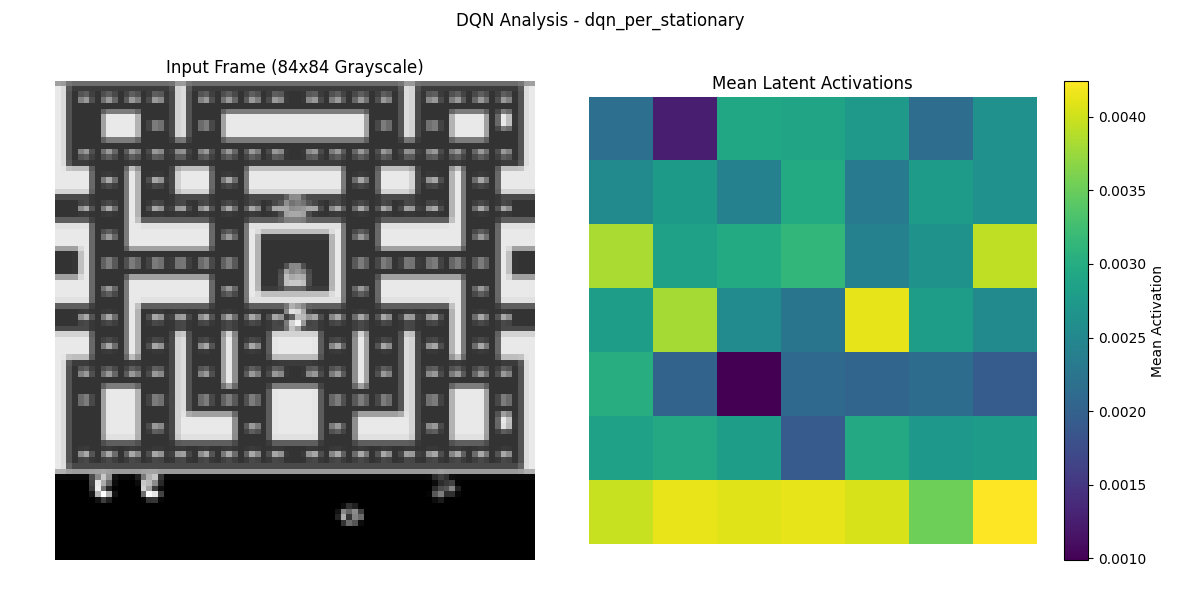 DQN Analysis - dqn_per_stationary
Input Frame (84x84 Grayscale)
Mean Latent Activations
0.0040
0.0035
0.0030
0.0025
0.0020
0.0015
0.0010
Mean Activation